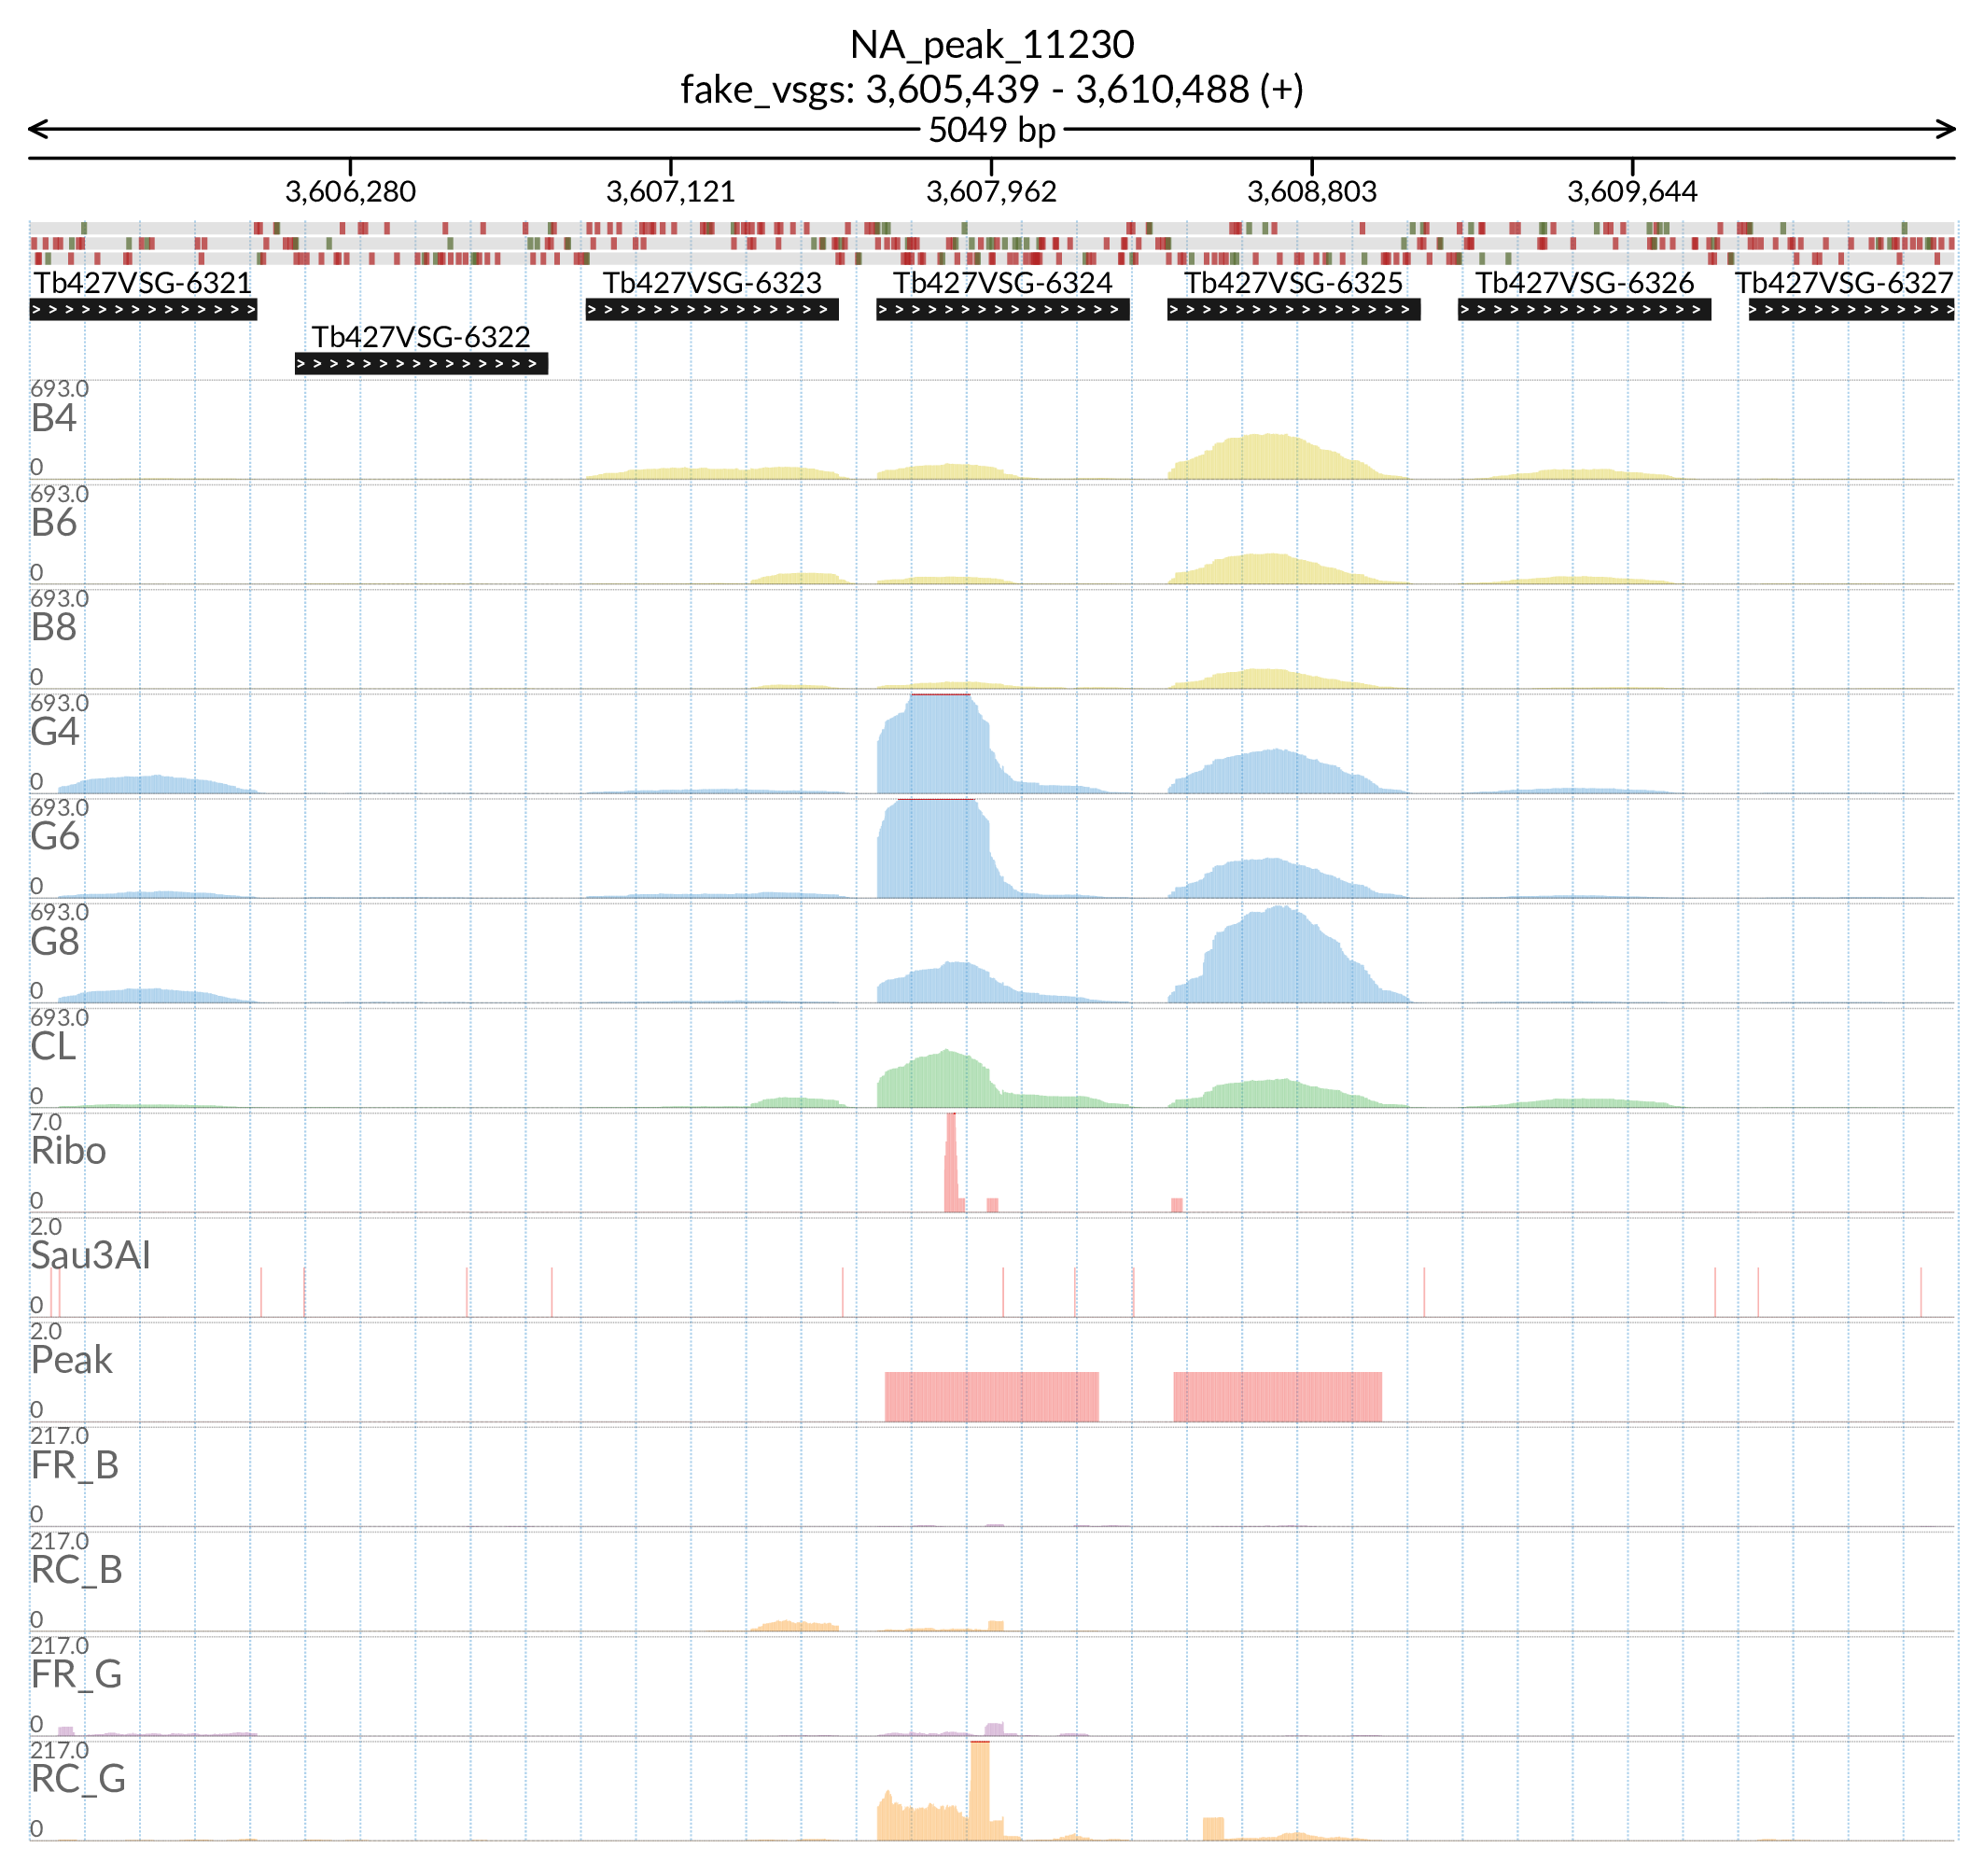 NA_peak_11230
fake_vsgs: 3,605,439 - 3,610,488 (+)
5049 bp
3,606,280 3,607,121 3,607,962 3,608,803 3,609,644
Tb427VSG-6321 Tb427VSG-6323 Tb427VSG-6324 Tb427VSG-6325 Tb427VSG-6326 Tb427VSG-6327
Tb427VSG-6322
693.0
B4
0
693.0
B6
0
693.0
B8
0
693.0
G4
0
693.0
G6
0
693.0
G8
0
693.0
CL
0
7.0
Ribo
0
2.0
Sau3AI
0
2.0
Peak
0
217.0
FR_B
0
217.0
RC_B
0
217.0
FR_G
0
217.0
RC_G
0